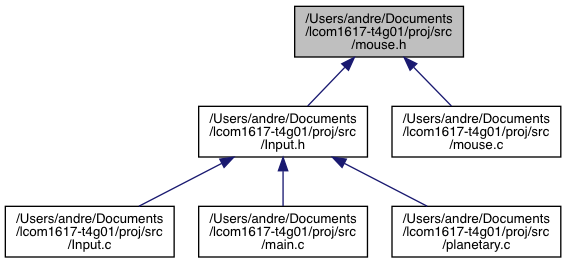 /Users/andre/Documents
/lcom1617-t4g01/proj/src
/mouse.h
/Users/andre/Documents
/lcom1617-t4g01/proj/src
/Input.h
/Users/andre/Documents
/lcom1617-t4g01/proj/src
/mouse.c
/Users/andre/Documents
/lcom1617-t4g01/proj/src
/Input.c
/Users/andre/Documents
/lcom1617-t4g01/proj/src
/main.c
/Users/andre/Documents
/lcom1617-t4g01/proj/src
/planetary.c